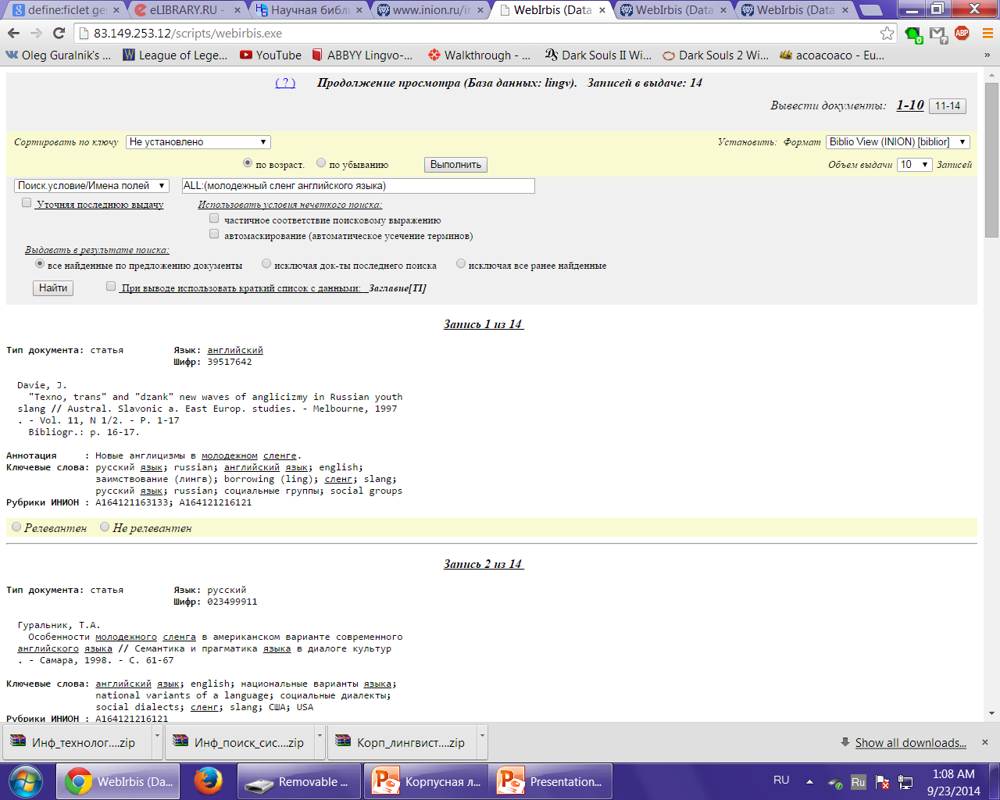 define:ficlet ger
eLIBRARY.RU -
Научная библ
www.inion.ru/ir
WebIrbis (Data
WebIrbis (Data
WebIrbis (Data
83.149.253.12/scripts/webirbis.exe
Oleg Guralnik's ...
League of Lege...
YouTube
ABBYY Lingvo-...
Walkthrough - ...
Dark Souls II Wi...
Dark Souls 2 Wi...
acoacoaco - Eu...
»
( ? ) Продолжение просмотра (База данных: lingv). Записей в выдаче: 14
Вывести документы: 1-10 11-14
Сортировать по ключу Не установлено Установить: Формат Biblio View (INION) [biblior]
по возраст. по убыванию Выполнить Объем выдачи 10 Записей
Поиск.условие/Имена полей ALL:(молодежный сленг английского языка)
Уточняя последнюю выдачу Использовать условия нечеткого поиска:
частичное соответствие поисковому выражению
автомаскирование (автоматическое усечение терминов)
Выдавать в результате поиска:
все найденные по предложению документы исключая док-ты последнего поиска исключая все ранее найденные
Найти При выводе использовать краткий список с данными: Заглавие[TI]
Запись 1 из 14
Тип документа: статья Язык: английский
Шифр: 39517642
Davie, J.
"Texno, trans" and "dzank" new waves of anglicizmy in Russian youth
slang // Austral. Slavonic a. East Europ. studies. - Melbourne, 1997
. - Vol. 11, N 1/2. - P. 1-17
Bibliogr.: p. 16-17.
Аннотация : Новые англицизмы в молодежном сленге.
Ключевые слова: русский язык; russian; английский язык; english;
заимствование (лингв); borrowing (ling); сленг; slang;
русский язык; russian; социальные группы; social groups
Рубрики ИНИОН : А164121163133; А164121216121
Релевантен Не релевантен
Запись 2 из 14
Тип документа: статья Язык: русский
Шифр: 023499911
Гуральник, Т.А.
Особенности молодежного сленга в американском варианте современного
английского языка // Семантика и прагматика языка в диалоге культур
. - Самара, 1998. - С. 61-67
Ключевые слова: английский язык; english; национальные варианты языка;
national variants of a language; социальные диалекты;
social dialects; сленг; slang; США; USA
Рубрики ИНИОН : А164121216121
Инф_технолог....zip
Инф_поиск_сис....zip
Корп_лингвист....zip
Show all downloads...
WebIrbis (Da...
Removable ...
Корпусная л...
Presentation...
RU
Ru
1:08 AM
9/23/2014